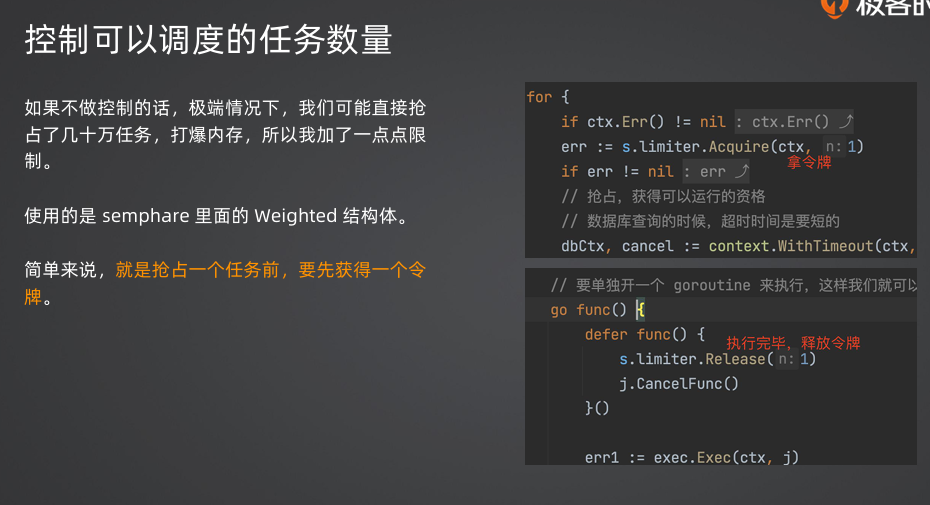 极客时
控制可以调度的任务数量
如果不做控制的话，极端情况下，我们可能直接抢
占了几十万任务，打爆内存，所以我加了一点点限
制。
使用的是 semphare 里面的 Weighted 结构体。
简单来说，就是抢占一个任务前，要先获得一个令
牌。
for {
if ctx.Err() != nil : ctx.Err()
err := s.limiter.Acquire(ctx, n: 1)
拿令牌
if err != nil : err
// 抢占，获得可以运行的资格
// 数据库查询的时候，超时时间是要短的
dbCtx, cancel := context.WithTimeout(ctx,
// 要单独开一个 goroutine 来执行，这样我们就可以
go func() {
defer func() {
执行完毕，释放令牌
s.limiter.Release( n: 1)
j.CancelFunc()
}()
err1 := exec.Exec(ctx, j)